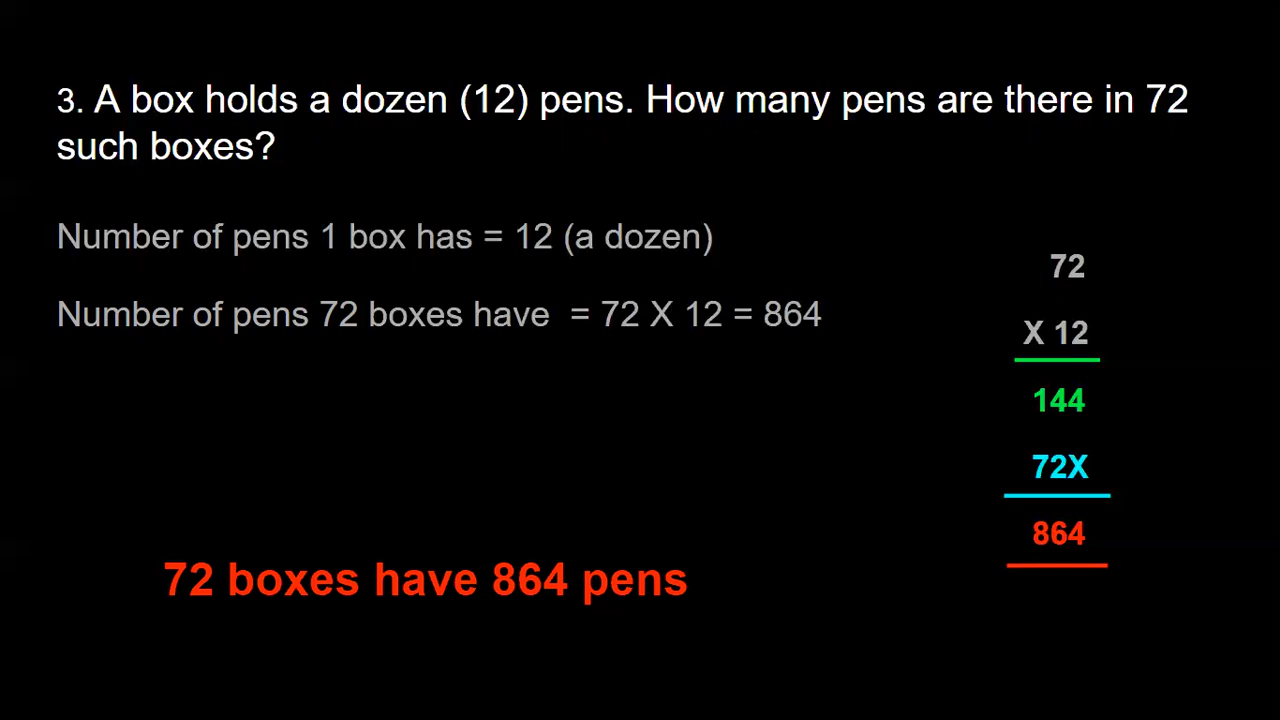 3. A box holds a dozen (12) pens. How many pens are there in 72
such boxes?
Number of pens 1 box has = 12 (a dozen)
Number of pens 72 boxes have  = 72 X 12 = 864
72
X 12
144
72X
864
72 boxes have 864 pens